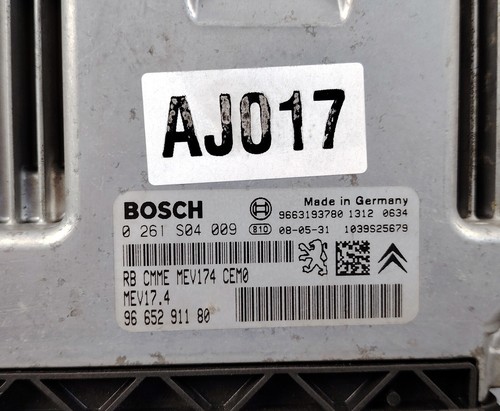 AJ017
BOSCH
Made in Germany
9663193780 1312 0634
0 261 S04 009
810 08-05-31 1039S25679
RB CMME MEV174 CEM0
MEV17.4
96 652 911 80